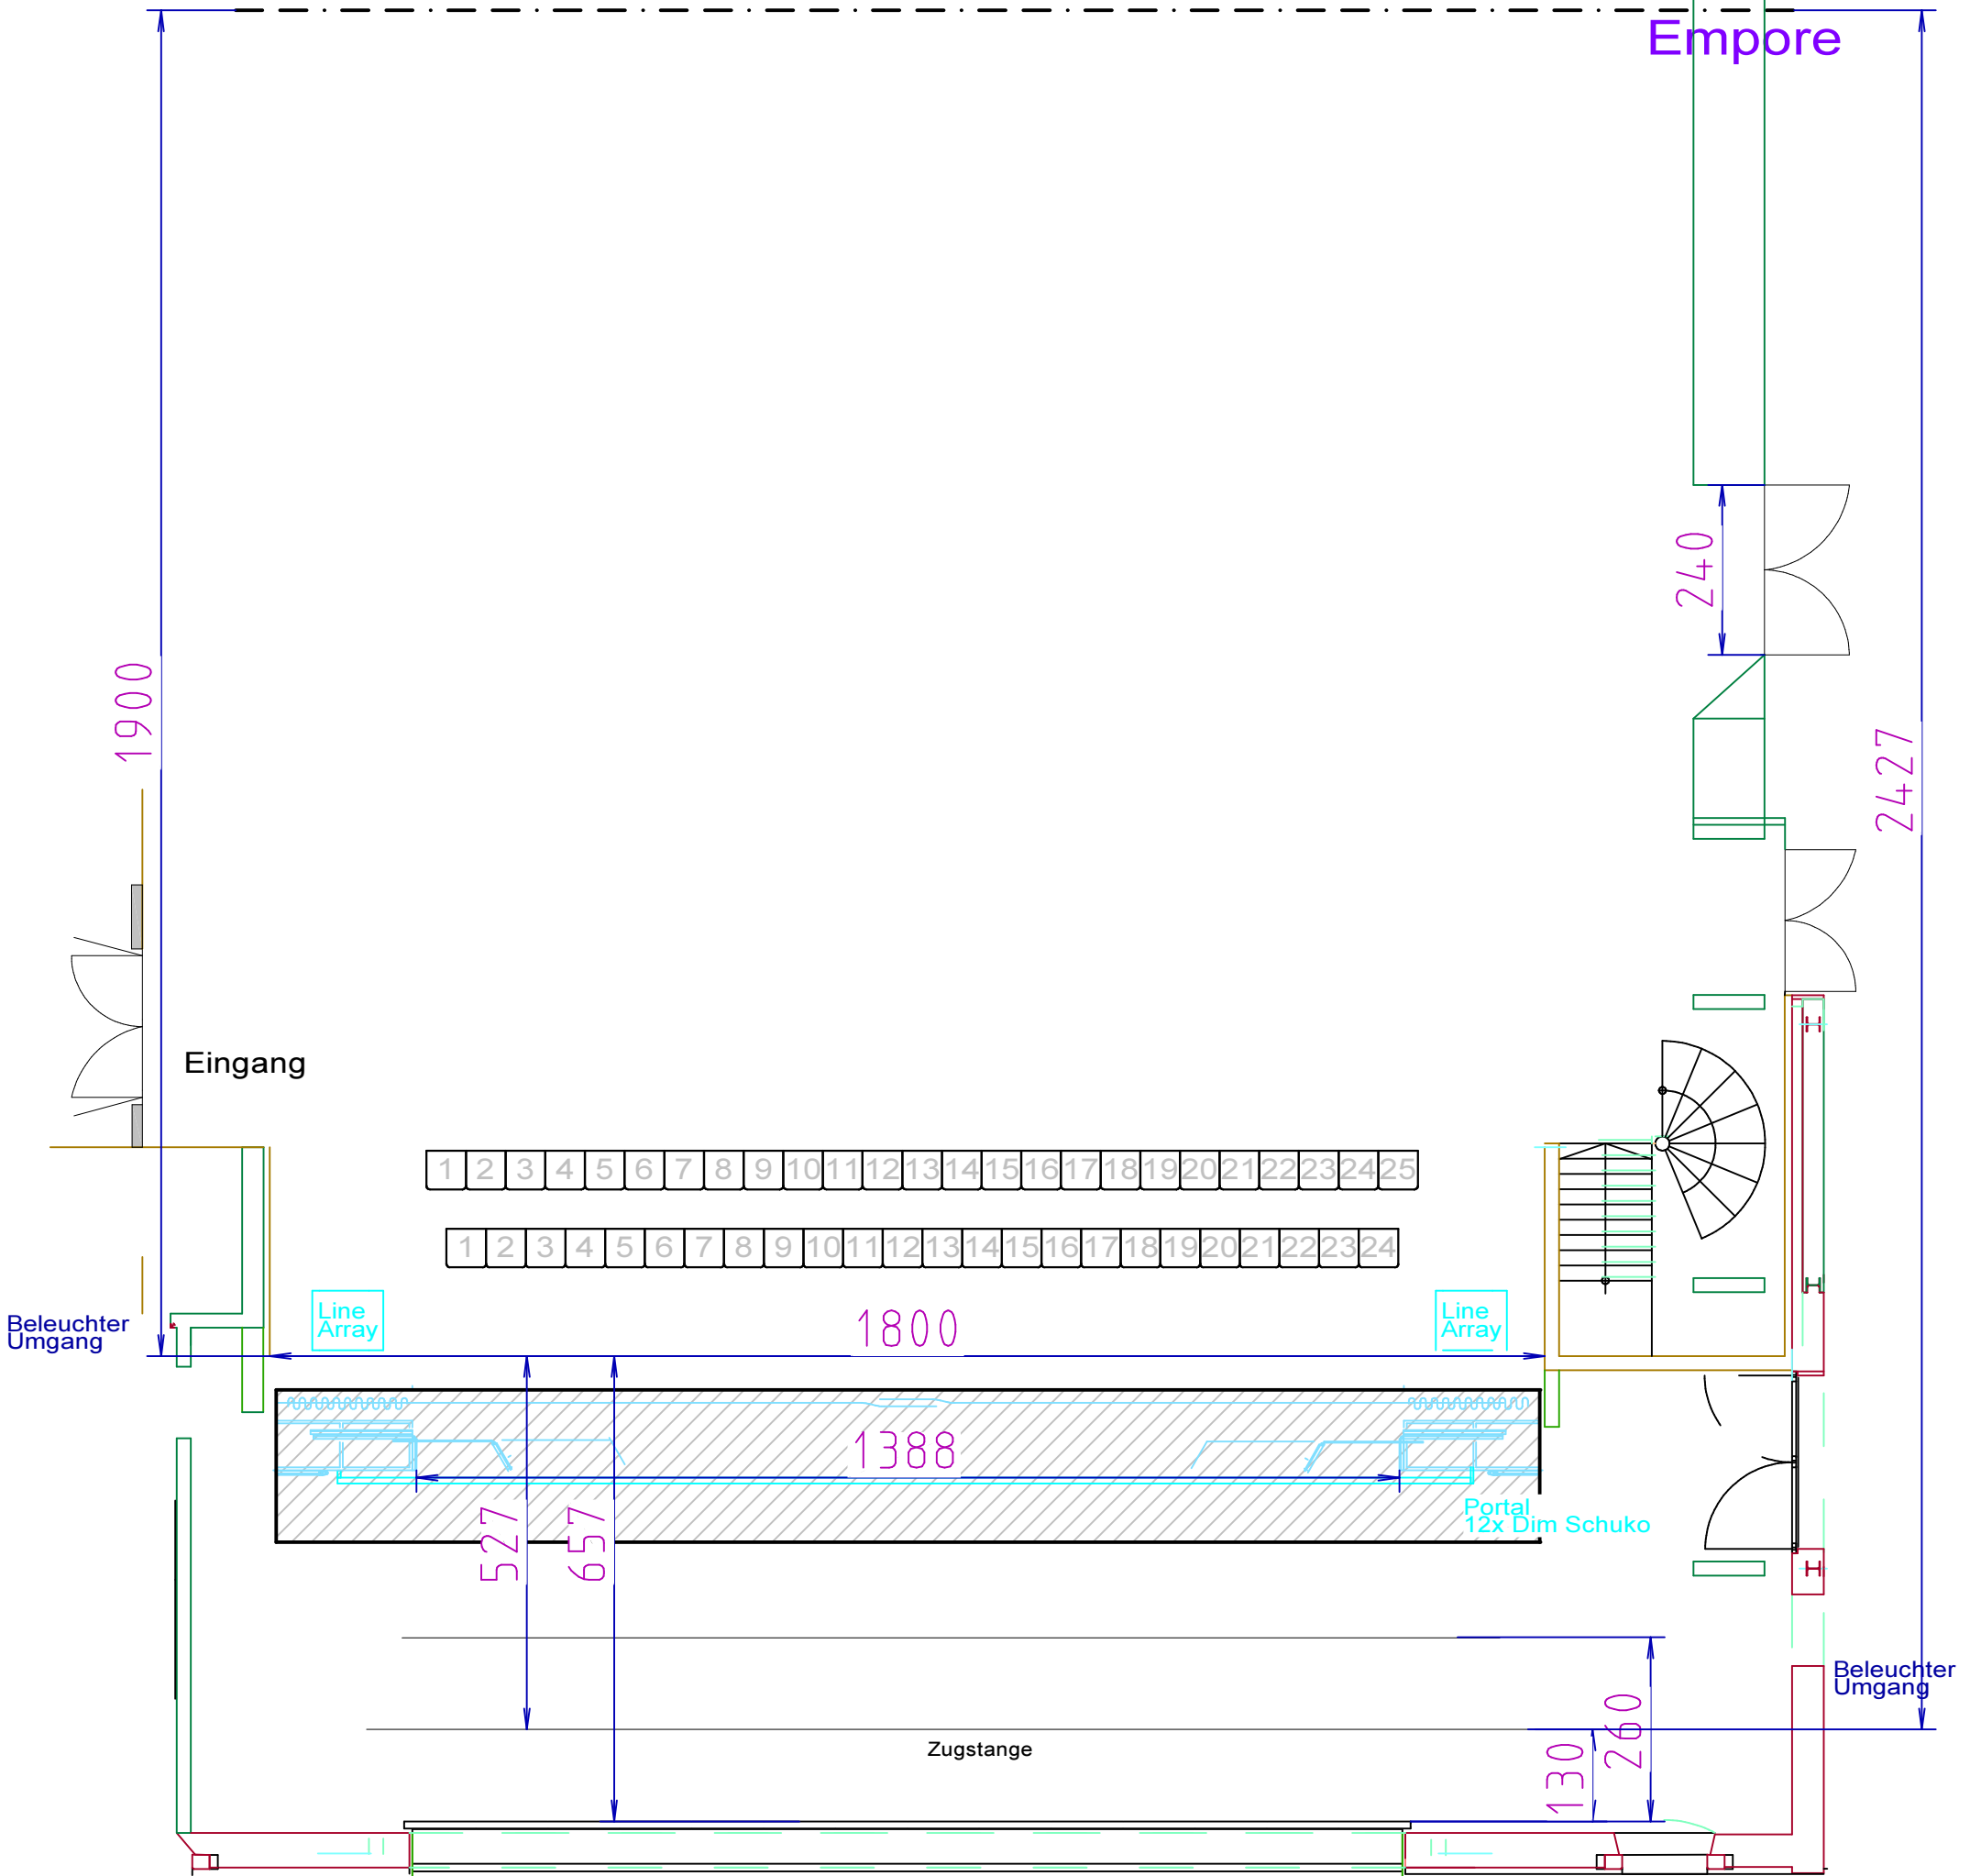 Empore
240
1900
2427
Eingang
1 2 3 4 5 6 7 8 9 10 11 12 13 14 15 16 17 18 19 20 21 22 23 24 25
1 2 3 4 5 6 7 8 9 10 11 12 13 14 15 16 17 18 19 20 21 22 23 24
Beleuchter
Umgang
Line
Array
1800
Line
Array
1388
Portal
12x Dim Schuko
527
657
Beleuchter
Umgang
260
130
Zugstange